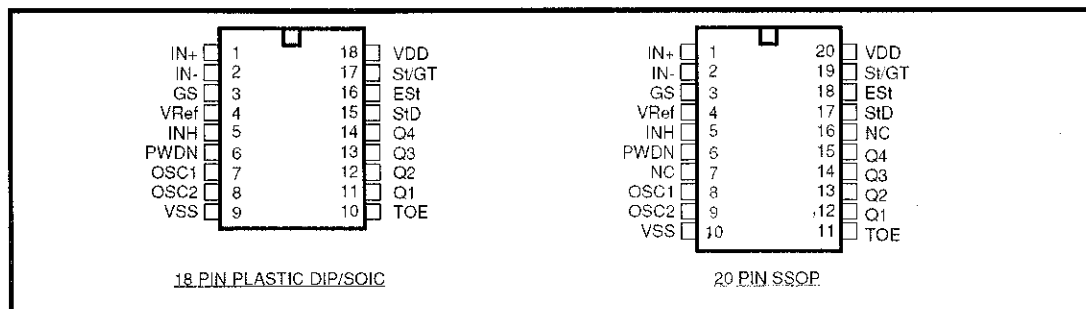 IN+ 1 18 VDD
IN- 2 17 St/GT
GS 3 16 ESt
VRef 4 15 StD
INH 5 14 Q4
PWDN 6 13 Q3
OSC1 7 12 Q2
OSC2 8 11 Q1
VSS 9 10 TOE
18 PIN PLASTIC DIP/SOIC
IN+ 1 20 VDD
IN- 2 19 St/GT
GS 3 18 ESt
VRef 4 17 StD
INH 5 16 NC
PWDN 6 15 Q4
NC 7 14 Q3
OSC1 8 13 Q2
OSC2 9 12 Q1
VSS 10 11 TOE
20 PIN SSOP